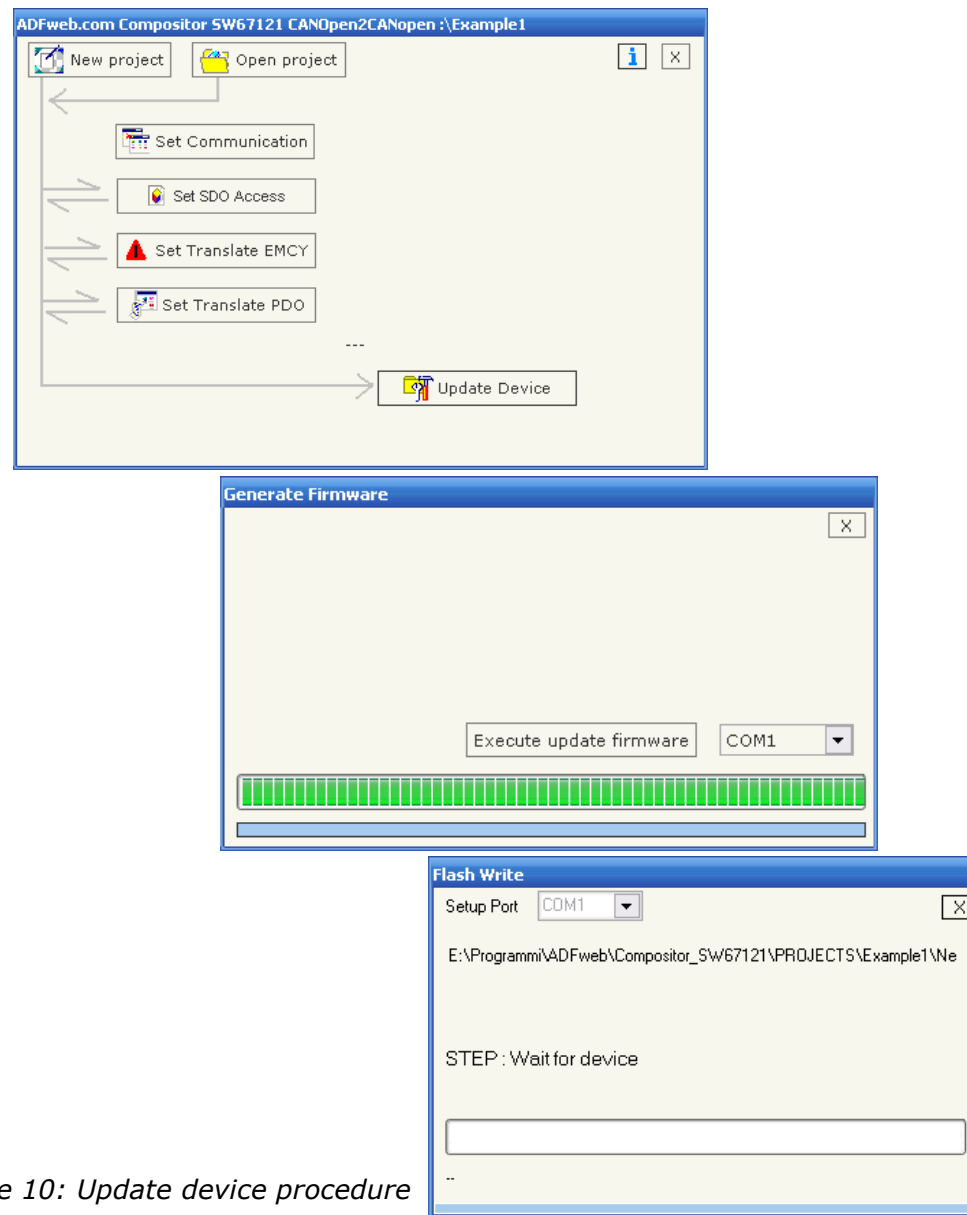 ADFweb.com Compositor SW67121 CANOpen2CANopen :\Example1
New project Open project i X
Set Communication
Set SDO Access
Set Translate EMCY
Set Translate PDO
---
Update Device
Generate Firmware
X
Execute update firmware COM1
Flash Write
Setup Port COM1 X
E:\Programmi\ADFweb\Compositor_SW67121\PROJECTS\Example1\Ne
STEP : Wait for device
e 10: Update device procedure
--